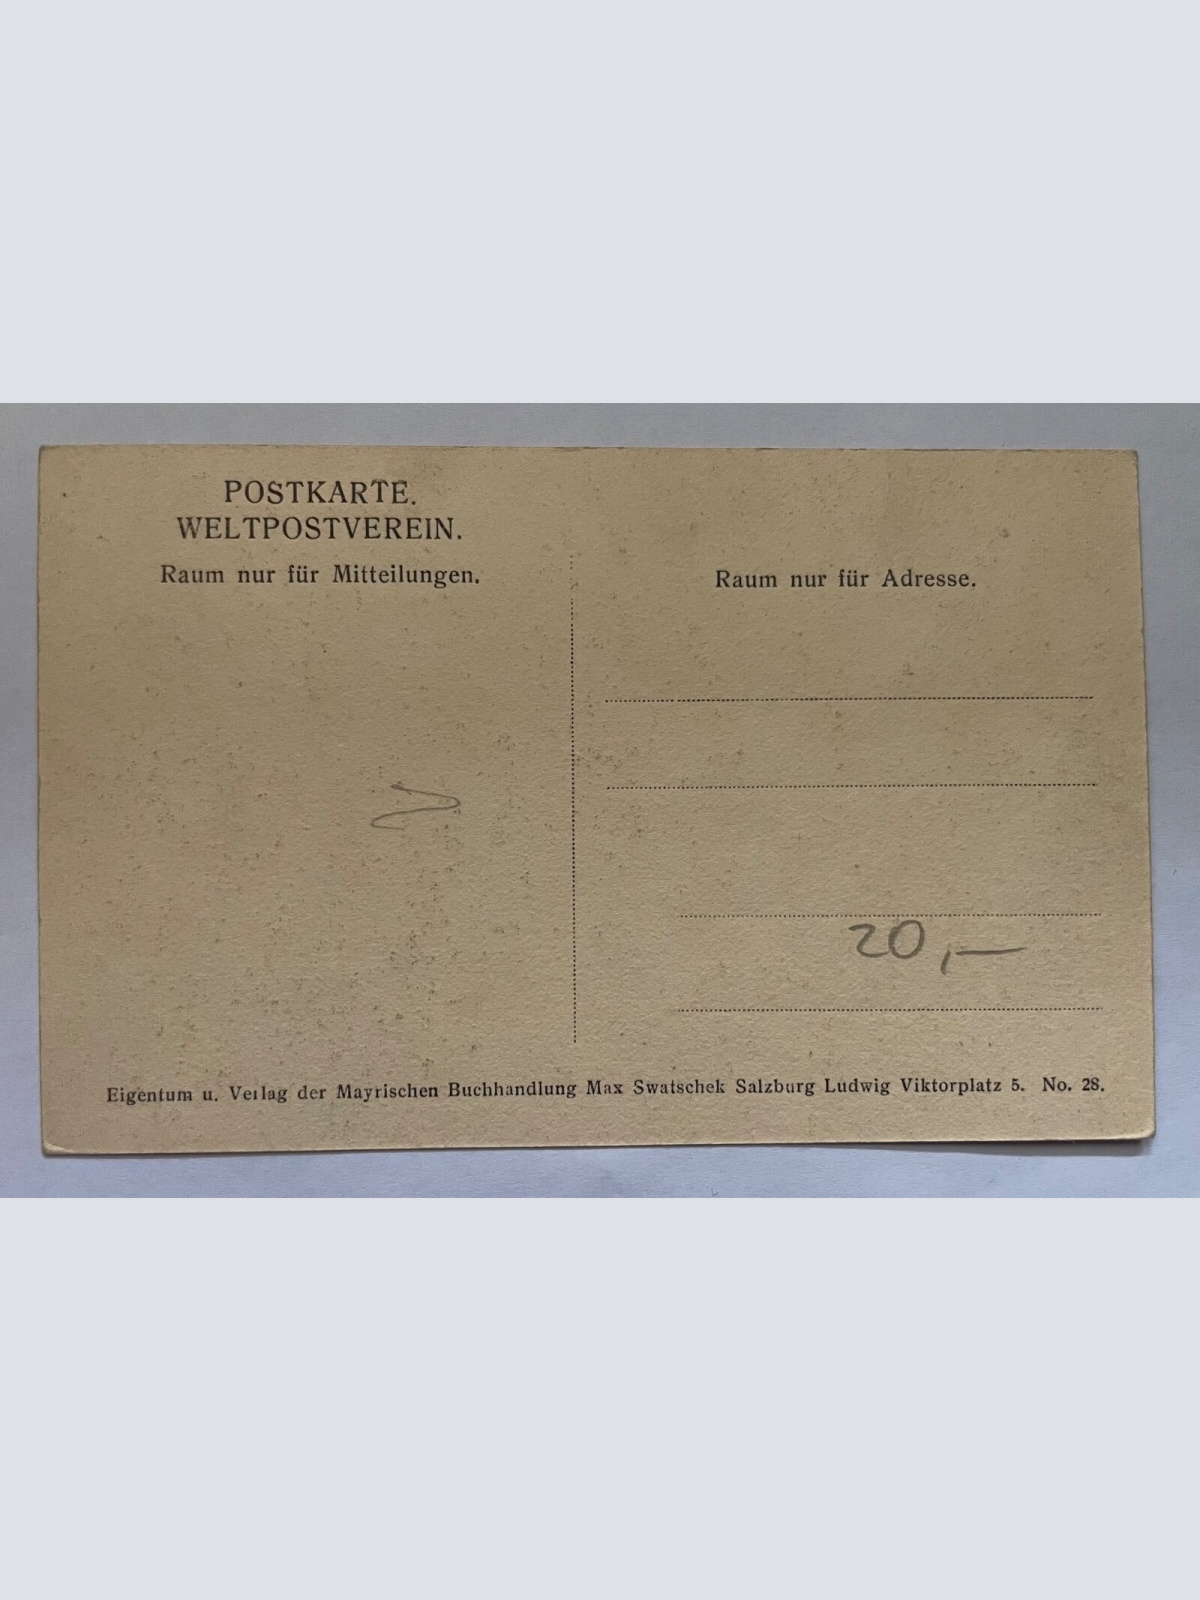 POSTKARTE.
WELTPOSTVEREIN.
Raum nur für Mitteilungen.
Raum nur für Adresse.
20,—
Eigentum u. Verlag der Mayrischen Buchhandlung Max Swatschek Salzburg Ludwig Viktorplatz 5. No. 28.